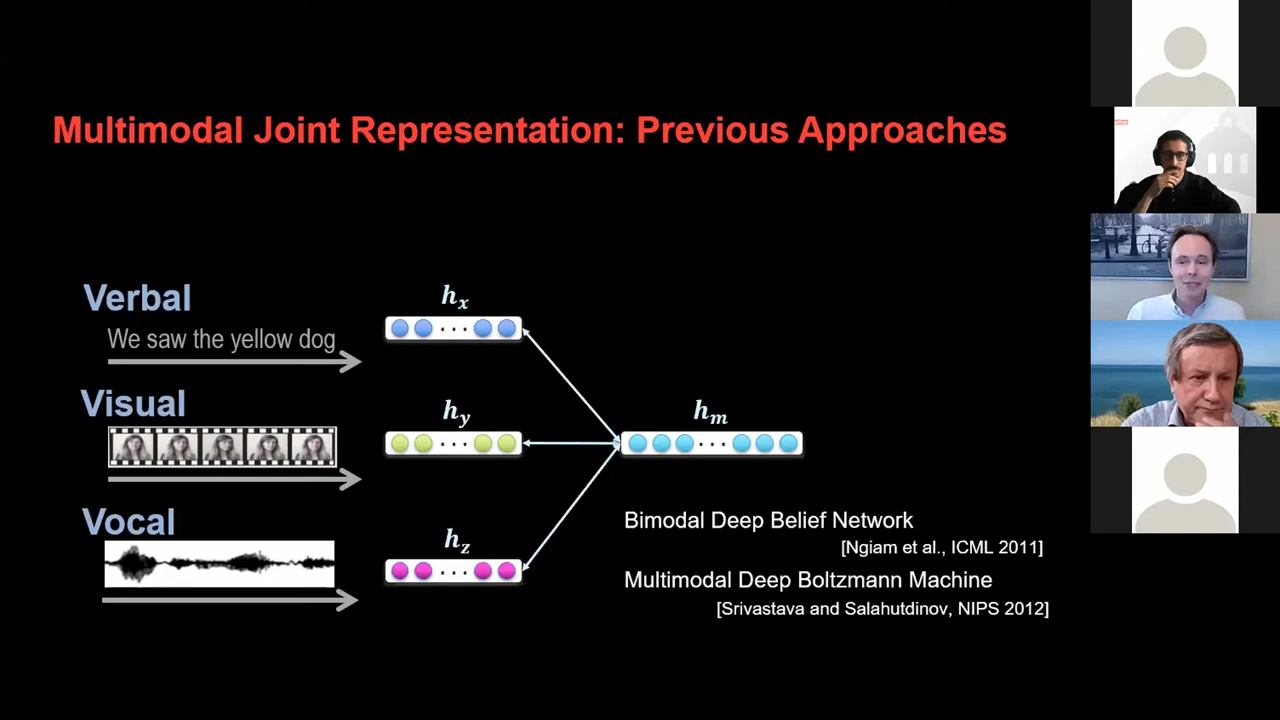 Multimodal Joint Representation: Previous Approaches
Verbal
We saw the yellow dog
h_x
Visual
h_y
h_m
Vocal
h_z
Bimodal Deep Belief Network
[Ngiam et al., ICML 2011]
Multimodal Deep Boltzmann Machine
[Srivastava and Salahutdinov, NIPS 2012]